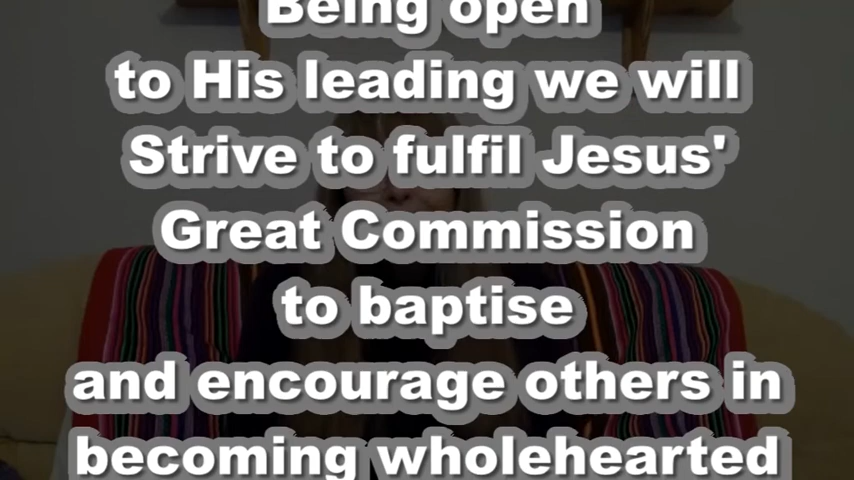 Being open
to His leading we will
Strive to fulfil Jesus'
Great Commission
to baptise
and encourage others in
becoming wholehearted